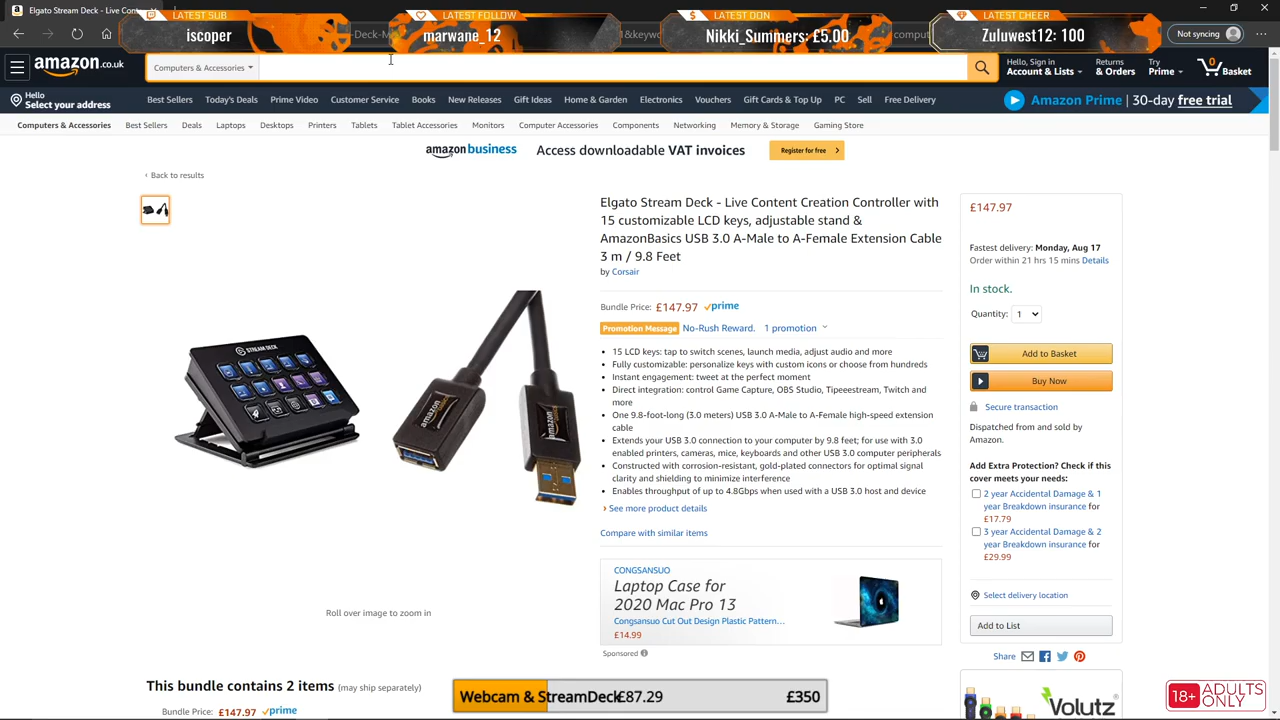 Elgato Stream Deck - Live Cont
LATEST SUB
iscoper
LATEST FOLLOW
marwane_12
LATEST DON
Nikki_Summers: £5.00
LATEST CHEER
Zuluwest12: 100
-Deck-M
1&keywo
comput
Not syncing
amazon.co.uk
Computers & Accessories
Hello, Sign in
Account & Lists
Returns
& Orders
Try
Prime
0
Basket
Hello
Select your address
Best Sellers Today's Deals Prime Video Customer Service Books New Releases Gift Ideas Home & Garden Electronics Vouchers Gift Cards & Top Up PC Sell Free Delivery
Amazon Prime | 30-day free trial
Computers & Accessories Best Sellers Deals Laptops Desktops Printers Tablets Tablet Accessories Monitors Computer Accessories Components Networking Memory & Storage Gaming Store
amazon business Access downloadable VAT invoices Register for free
‹ Back to results
Elgato Stream Deck - Live Content Creation Controller with
15 customizable LCD keys, adjustable stand &
AmazonBasics USB 3.0 A-Male to A-Female Extension Cable
3 m / 9.8 Feet
by Corsair
Bundle Price: £147.97 prime
Promotion Message No-Rush Reward. 1 promotion
• 15 LCD keys: tap to switch scenes, launch media, adjust audio and more
• Fully customizable: personalize keys with custom icons or choose from hundreds
• Instant engagement: tweet at the perfect moment
• Direct integration: control Game Capture, OBS Studio, Tipeeestream, Twitch and
more
• One 9.8-foot-long (3.0 meters) USB 3.0 A-Male to A-Female high-speed extension
cable
• Extends your USB 3.0 connection to your computer by 9.8 feet; for use with 3.0
enabled printers, cameras, mice, keyboards and other USB 3.0 computer peripherals
• Constructed with corrosion-resistant, gold-plated connectors for optimal signal
clarity and shielding to minimize interference
• Enables throughput of up to 4.8Gbps when used with a USB 3.0 host and device
› See more product details
Compare with similar items
CONGSANSUO
Laptop Case for
2020 Mac Pro 13
Congsansuo Cut Out Design Plastic Pattern…
£14.99
Sponsored
STREAM DECK
amazon
Roll over image to zoom in
£147.97
Fastest delivery: Monday, Aug 17
Order within 21 hrs 15 mins Details
In stock.
Quantity: 1
Add to Basket
Buy Now
Secure transaction
Dispatched from and sold by
Amazon.
Add Extra Protection? Check if this
cover meets your needs:
2 year Accidental Damage & 1
year Breakdown insurance for
£17.79
3 year Accidental Damage & 2
year Breakdown insurance for
£29.99
Select delivery location
Add to List
Share
This bundle contains 2 items (may ship separately)
Bundle Price: £147.97 prime
Webcam & StreamDeck £87.29 £350
Volutz
18+ ADULTS
ONLY